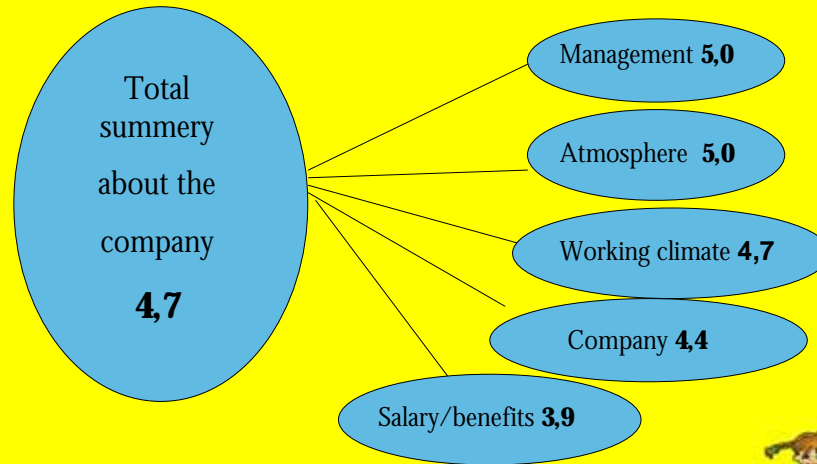 Total
summery
about the
company
4,7
Management 5,0
Atmosphere 5,0
Working climate 4,7
Company 4,4
Salary/benefits 3,9